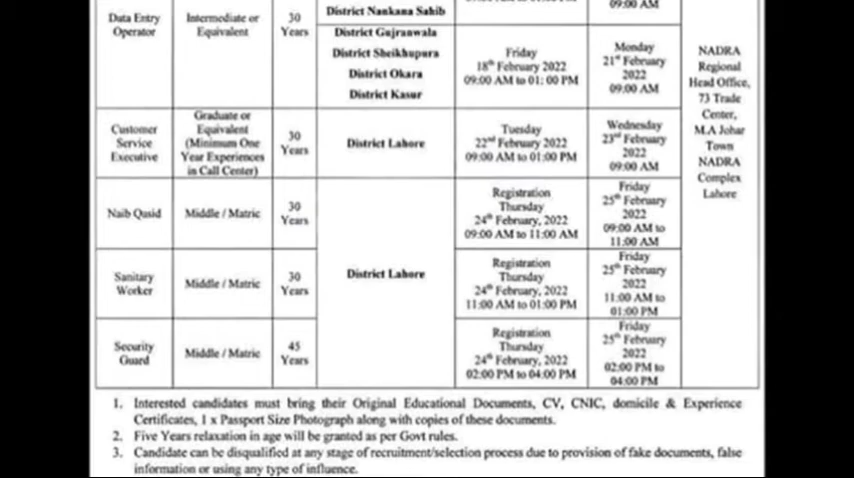 09:00 AM
Data Entry
Operator
Intermediate or
Equivalent
30
Years
District Nankana Sahib
District Gujranwala
District Sheikhupura
District Okara
District Kasur
Friday
18th February 2022
09:00 AM to 01: 00 PM
Monday
21st February
2022
09:00 AM
NADRA
Regional
Head Office,
73 Trade
Center,
M.A Johar
Town
NADRA
Complex
Lahore
Customer
Service
Executive
Graduate or
Equivalent
(Minimum One
Year Experiences
in Call Center)
30
Years
District Lahore
Tuesday
22nd February 2022
09:00 AM to 01:00 PM
Wednesday
23rd February
2022
09:00 AM
Naib Qasid
Middle / Matric
30
Years
District Lahore
Registration
Thursday
24th February, 2022
09:00 AM to 11:00 AM
Friday
25th February
2022
09:00 AM to
11:00 AM
Sanitary
Worker
Middle / Matric
30
Years
Registration
Thursday
24th February, 2022
11:00 AM to 01:00 PM
Friday
25th February
2022
11:00 AM to
01:00 PM
Security
Guard
Middle / Matric
45
Years
Registration
Thursday
24th February, 2022
02:00 PM to 04:00 PM
Friday
25th February
2022
02:00 PM to
04:00 PM
1. Interested candidates must bring their Original Educational Documents, CV, CNIC, domicile & Experience
Certificates, 1 x Passport Size Photograph along with copies of these documents.
2. Five Years relaxation in age will be granted as per Govt rules.
3. Candidate can be disqualified at any stage of recruitment/selection process due to provision of fake documents, false
information or using any type of influence.